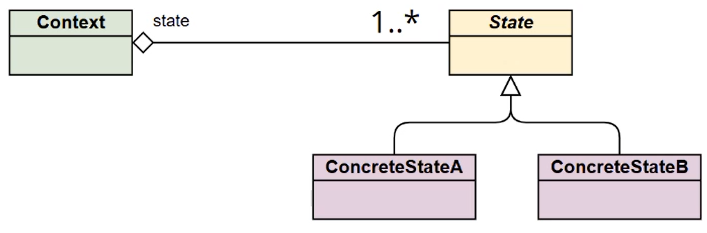 Context
state
1..*
State
ConcreteStateA
ConcreteStateB